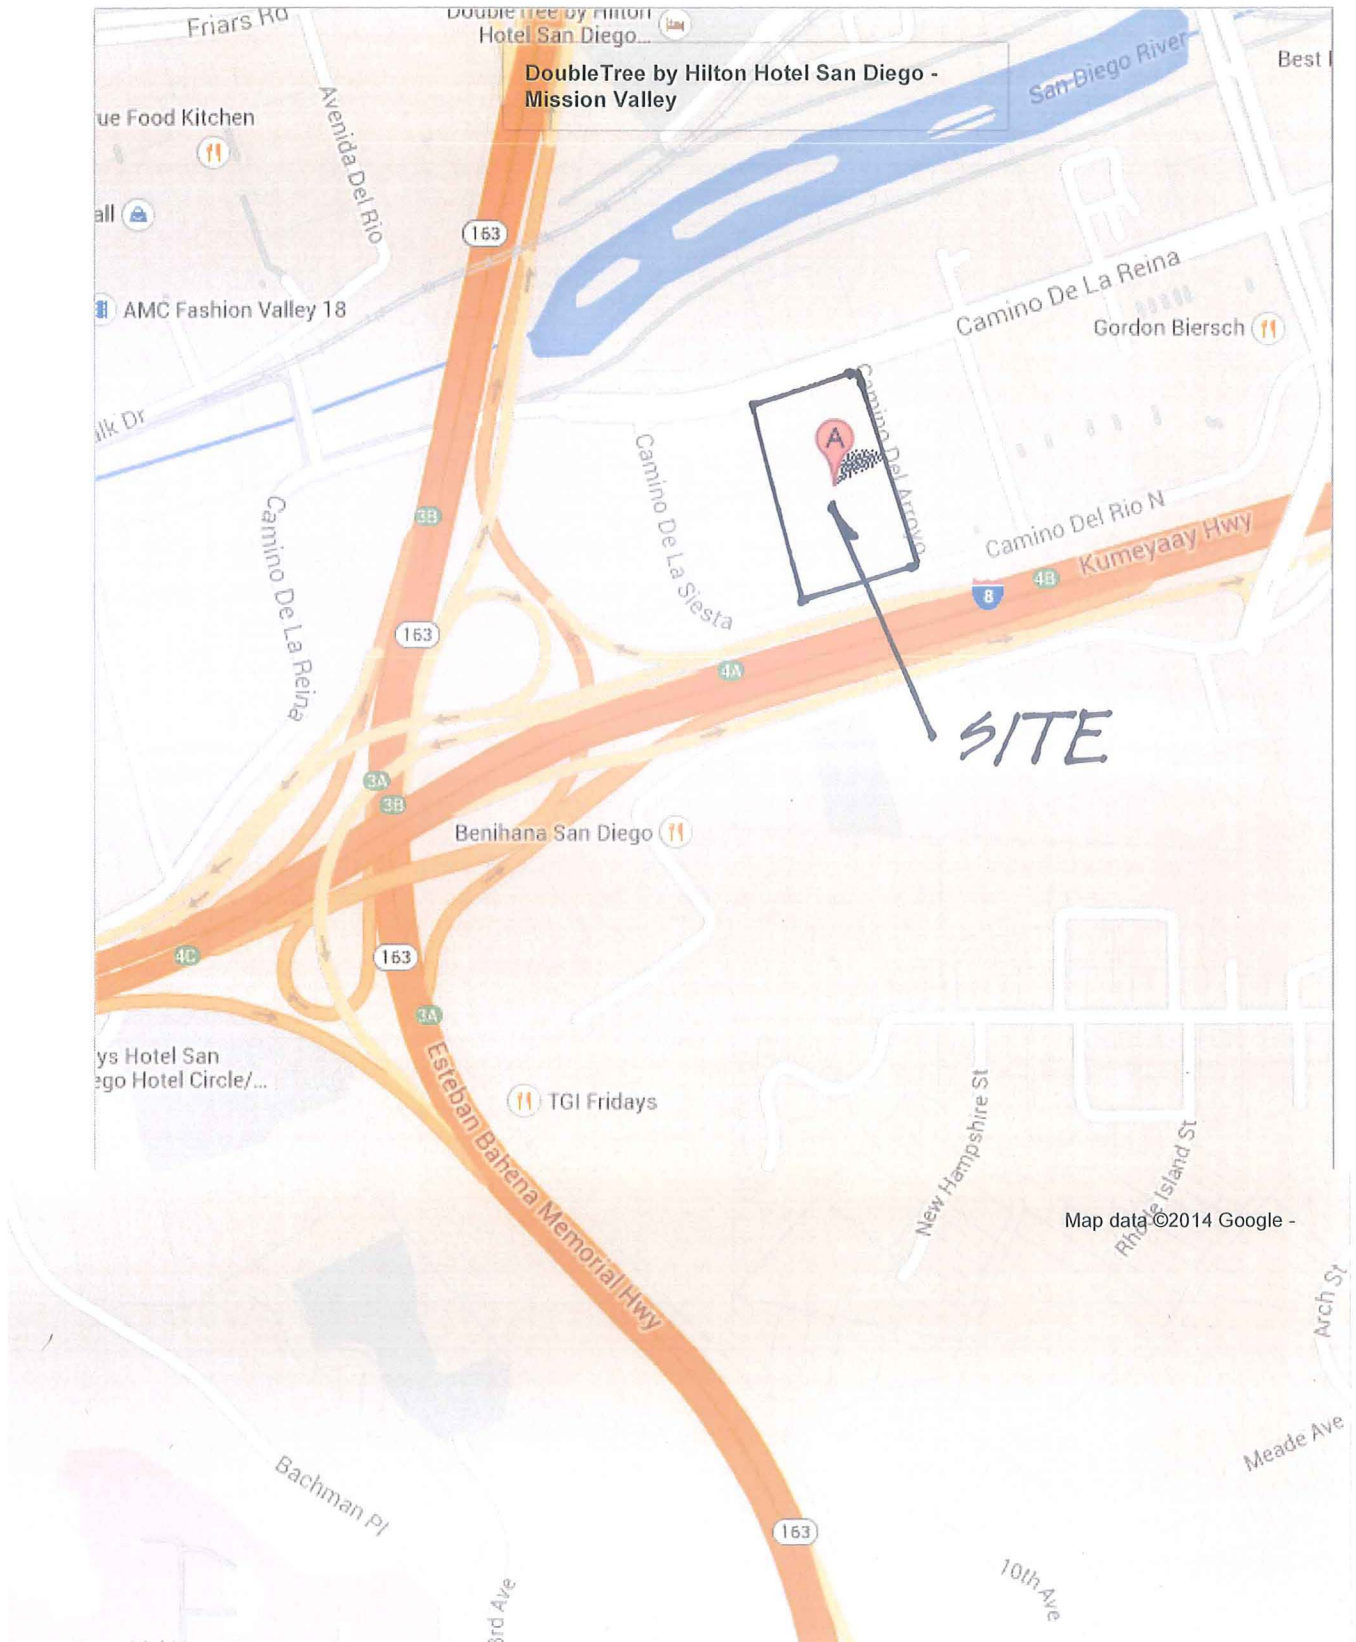 Friars Rd
DoubleTree by Hilton
Hotel San Diego...
DoubleTree by Hilton Hotel San Diego -
Mission Valley
San Diego River
Best
ue Food Kitchen
Avenida Del Rio
all
163
AMC Fashion Valley 18
Camino De La Reina
Gordon Biersch
alk Dr
A
Camino Del Arroyo
Camino De La Siesta
Camino De La Reina
3B
Camino Del Rio N
Kumeyaay Hwy
4B
8
163
4A
SITE
3A
3B
Benihana San Diego
4C
163
3A
ys Hotel San
ego Hotel Circle/...
Esteban Bahena Memorial Hwy
TGI Fridays
New Hampshire St
Rhode Island St
Map data ©2014 Google -
Arch St
Meade Ave
Bachman Pl
163
10th Ave
3rd Ave